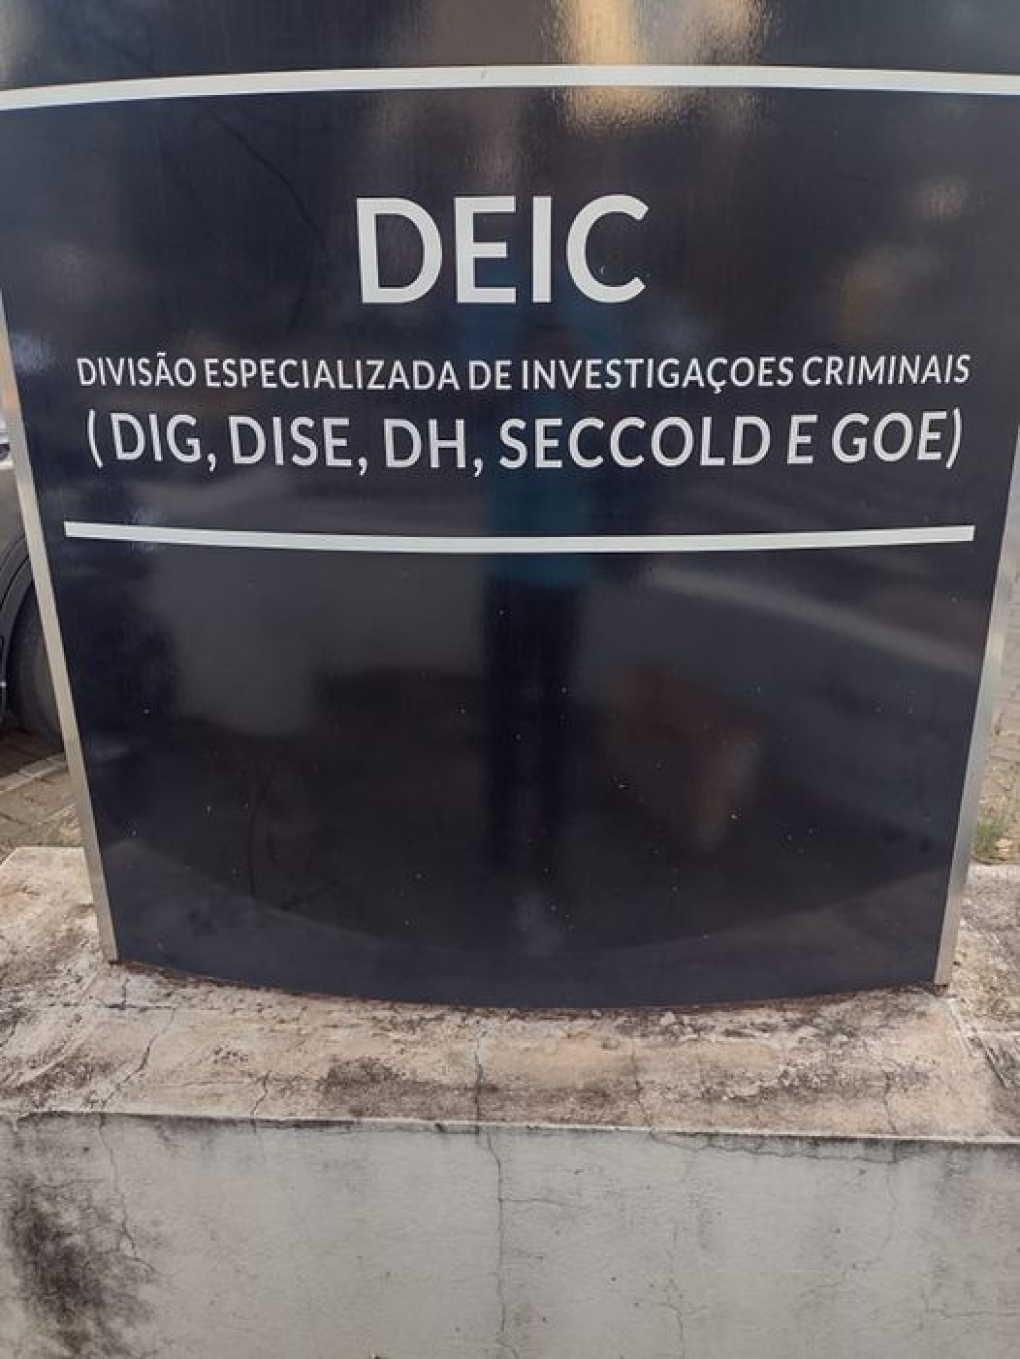 DEIC
DIVISÃO ESPECIALIZADA DE INVESTIGAÇOES CRIMINAIS
(DIG, DISE, DH, SECCOLD E GOE)